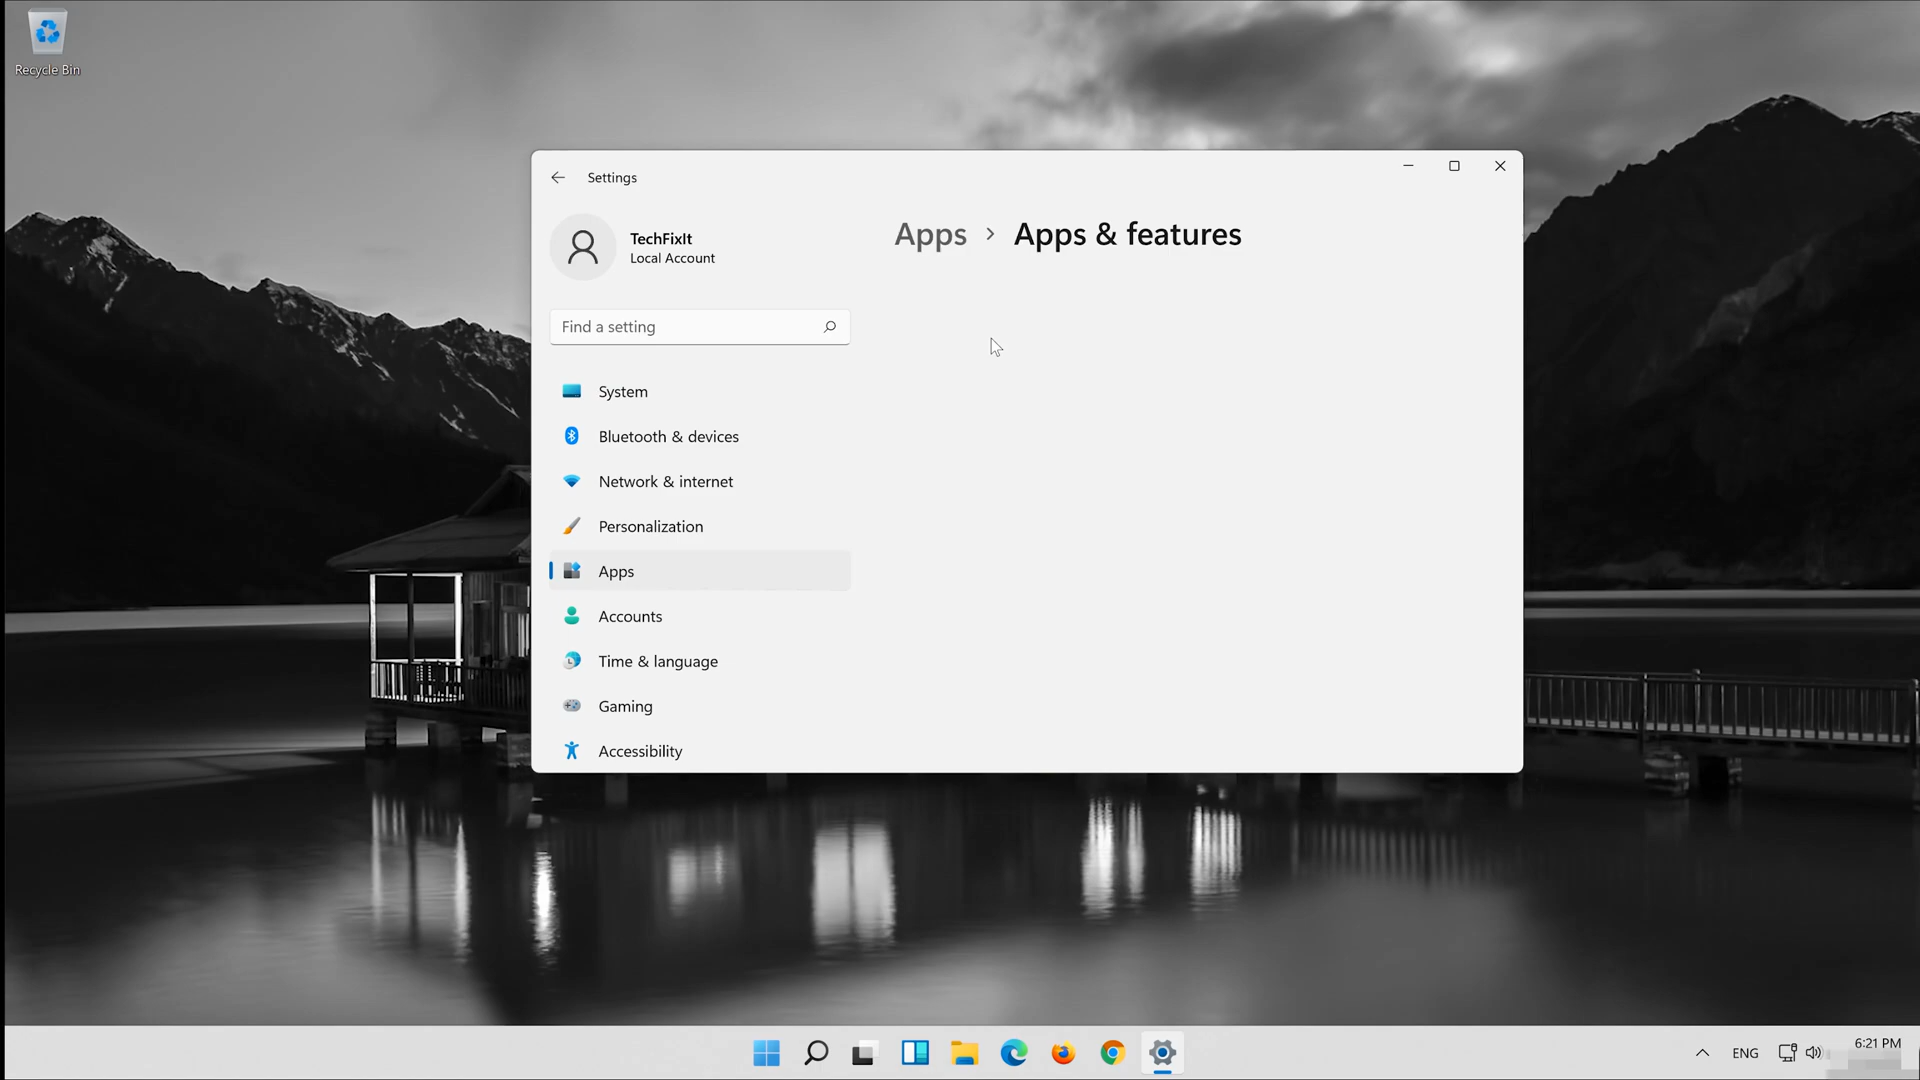 Recycle Bin
Settings
TechFixIt
Local Account
Apps > Apps & features
Find a setting
System
Bluetooth & devices
Network & internet
Personalization
Apps
Accounts
Time & language
Gaming
Accessibility
ENG
6:21 PM